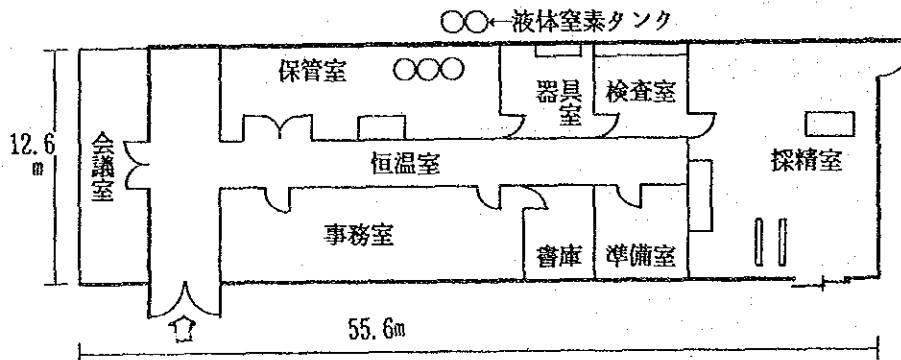 ←液体窒素タンク
保管室
器具室
検査室
12.6
m
会議室
恒温室
採精室
事務室
書庫
準備室
55.6m